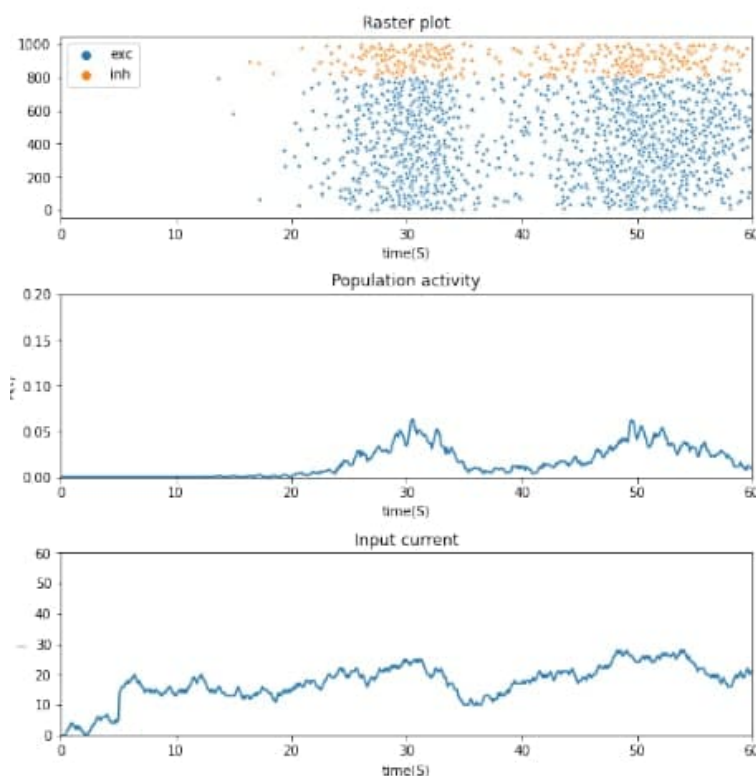 Raster plot
1000
800
600
400
200
0
exc
inh
0 10 20 30 40 50 60
time(S)
Population activity
0.20
0.15
0.10
0.05
0.00
0 10 20 30 40 50 60
time(S)
Input current
60
50
40
30
20
10
0
0 10 20 30 40 50 60
time(S)